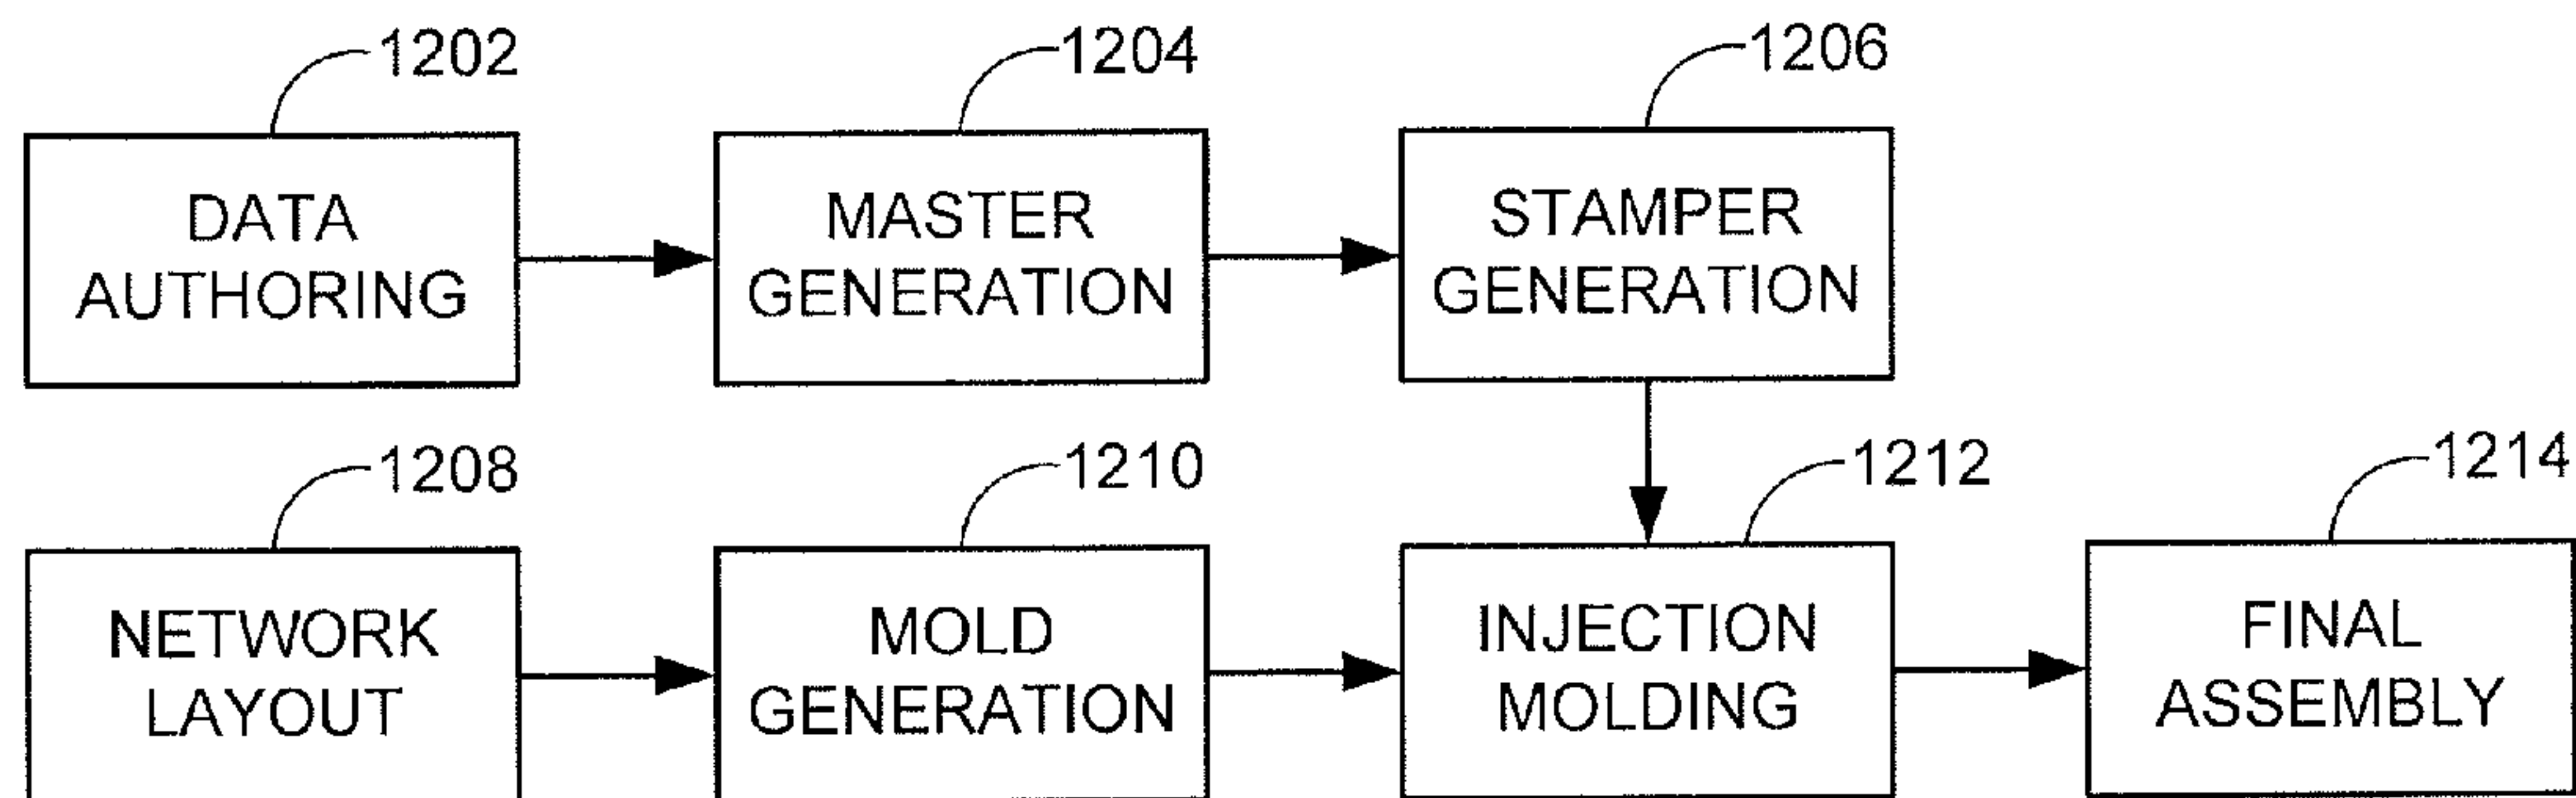 1202
1204
1206
DATA
AUTHORING
MASTER
GENERATION
STAMPER
GENERATION
1208
1210
1212
1214
NETWORK
LAYOUT
MOLD
GENERATION
INJECTION
MOLDING
FINAL
ASSEMBLY